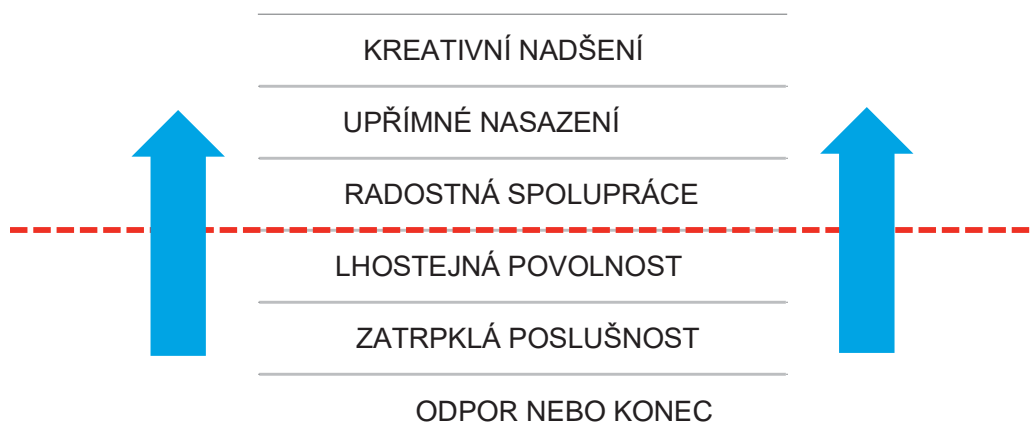 KREATIVNÍ NADŠENÍ
UPŘÍMNÉ NASAZENÍ
RADOSTNÁ SPOLUPRÁCE
LHOSTEJNÁ POVOLNOST
ZATRPKLÁ POSLUŠNOST
ODPOR NEBO KONEC